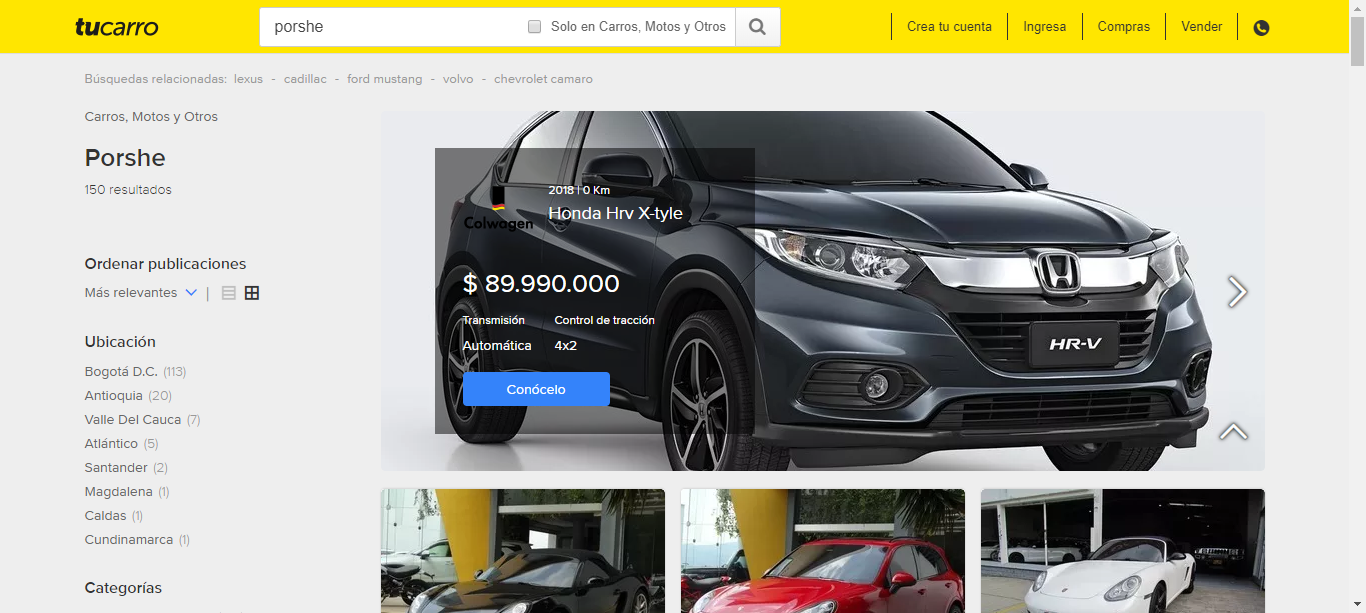 tucarro
porshe
Solo en Carros, Motos y Otros
Crea tu cuenta
Ingresa
Compras
Vender
Búsquedas relacionadas: lexus - cadillac - ford mustang - volvo - chevrolet camaro
Carros, Motos y Otros
Porshe
150 resultados
Ordenar publicaciones
Más relevantes |
Ubicación
Bogotá D.C. (113)
Antioquia (20)
Valle Del Cauca (7)
Atlántico (5)
Santander (2)
Magdalena (1)
Caldas (1)
Cundinamarca (1)
Categorías
2018 | 0 Km
Honda Hrv X-tyle
Colwagen
$ 89.990.000
Transmisión Control de tracción
Automática 4x2
Conócelo
HR-V